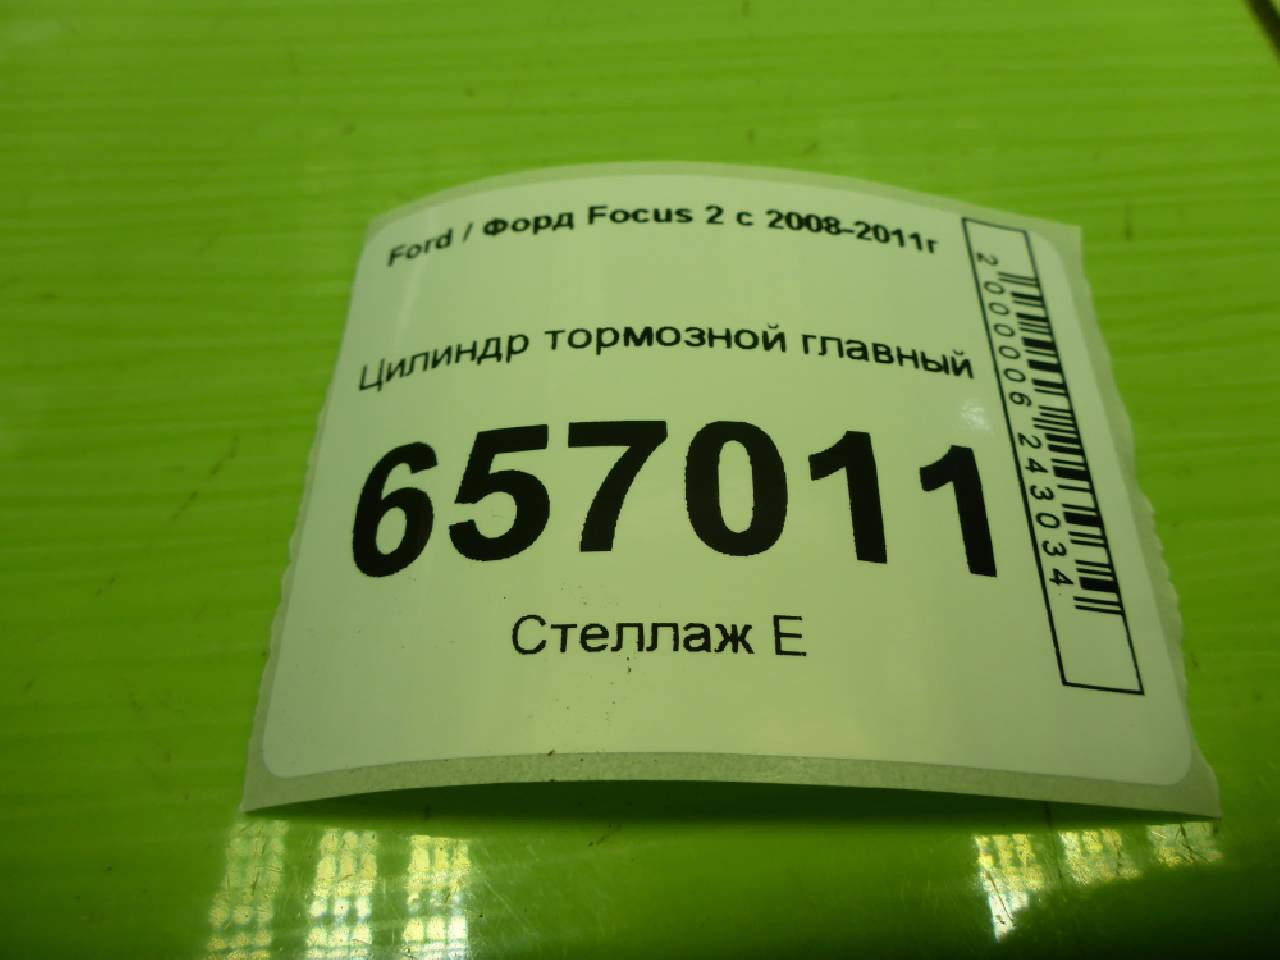 Ford / Форд Focus 2 с 2008-2011г
Цилиндр тормозной главный
657011
Стеллаж Е
2000006243034